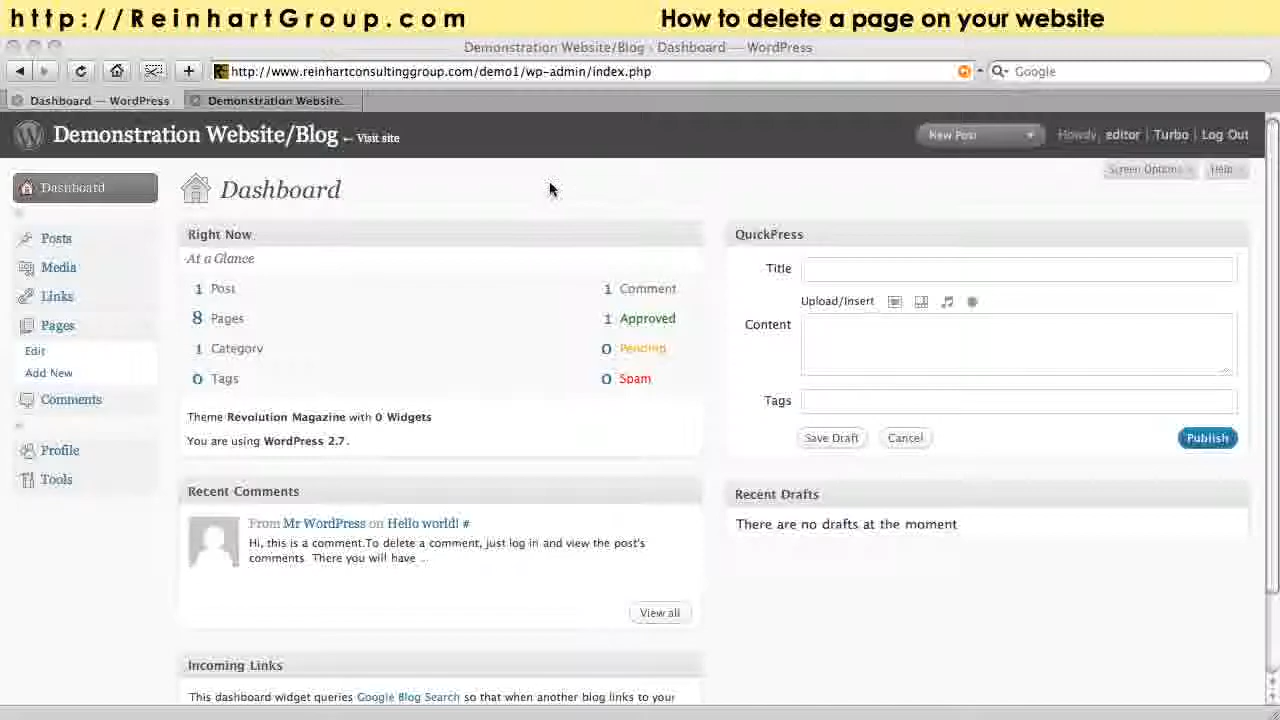 http://ReinhartGroup.com
How to delete a page on your website
Demonstration Website/Blog › Dashboard — WordPress
http://www.reinhartconsultinggroup.com/demo1/wp-admin/index.php
Google
Dashboard — WordPress
Demonstration Website...
Demonstration Website/Blog ← Visit site
New Post
Howdy, editor | Turbo | Log Out
Screen Options
Help
Dashboard
Posts
Media
Links
Pages
Edit
Add New
Comments
Profile
Tools
Dashboard
Right Now
At a Glance
1 Post
1 Comment
8 Pages
1 Approved
1 Category
0 Pending
0 Tags
0 Spam
Theme Revolution Magazine with 0 Widgets
You are using WordPress 2.7.
Recent Comments
From Mr WordPress on Hello world! #
Hi, this is a comment.To delete a comment, just log in and view the post's
comments. There you will have ...
View all
Incoming Links
This dashboard widget queries Google Blog Search so that when another blog links to your
QuickPress
Title
Upload/Insert
Content
Tags
Save Draft
Cancel
Publish
Recent Drafts
There are no drafts at the moment